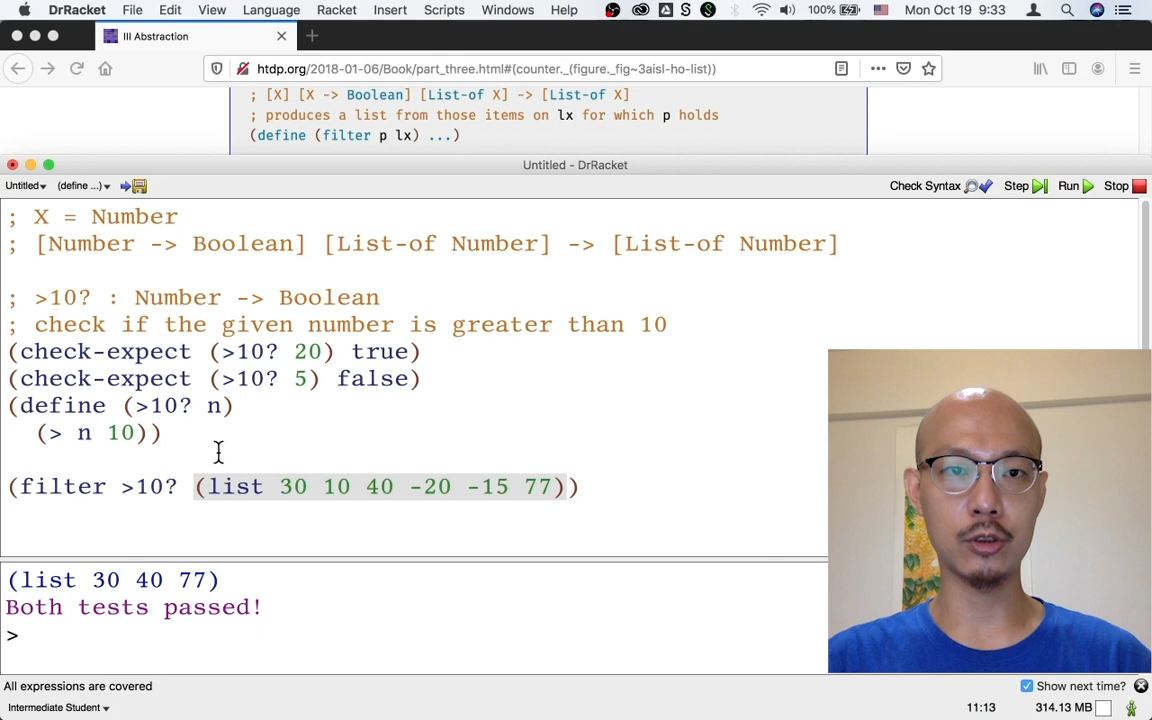 DrRacket File Edit View Language Racket Insert Scripts Windows Help 100% Mon Oct 19 9:33
III Abstraction
htdp.org/2018-01-06/Book/part_three.html#(counter._(figure._fig~3aisl-ho-list))
; [X] [X -> Boolean] [List-of X] -> [List-of X]
; produces a list from those items on lx for which p holds
(define (filter p lx) ...)
Untitled - DrRacket
Untitled (define ...) Check Syntax Step Run Stop
; X = Number
; [Number -> Boolean] [List-of Number] -> [List-of Number]
; >10? : Number -> Boolean
; check if the given number is greater than 10
(check-expect (>10? 20) true)
(check-expect (>10? 5) false)
(define (>10? n)
(> n 10))
(filter >10? (list 30 10 40 -20 -15 77))
(list 30 40 77)
Both tests passed!
>
All expressions are covered Show next time?
Intermediate Student 11:13 314.13 MB